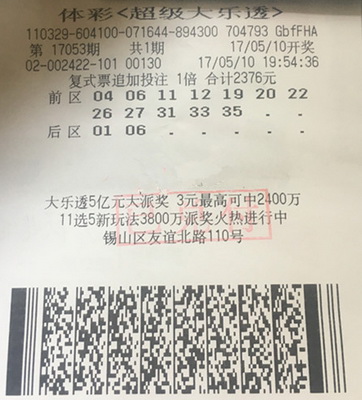 体彩<超级大乐透>
110329-604100-071644-894300 704793 GbfFHA
第 17053期 共1期 17/05/10开奖
02-002422-101 00130 17/05/10 19:54:36
复式票追加投注 1倍 合计2376元
前区 04 06 11 12 19 20 22
26 27 31 33 35 . .
后区 01 06 . . . . .
大乐透5亿元大派奖 3元最高可中2400万
11选5新玩法3800万派奖火热进行中
锡山区友谊北路110号